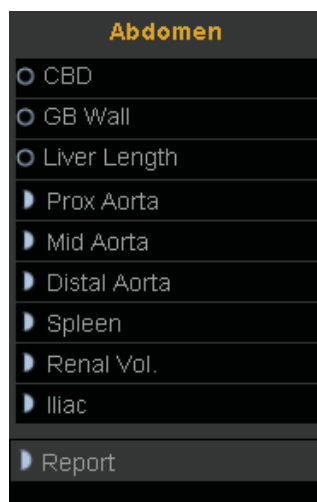 Abdomen
CBD
GB Wall
Liver Length
Prox Aorta
Mid Aorta
Distal Aorta
Spleen
Renal Vol.
Iliac
Report